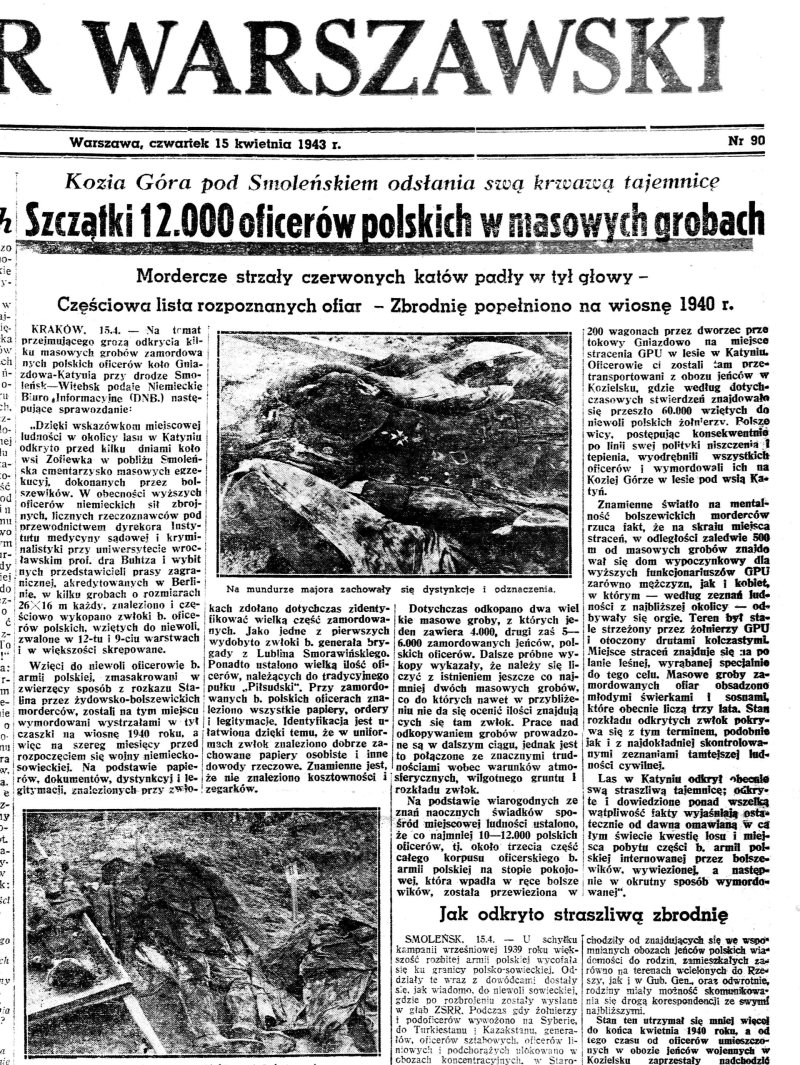 R WARSZAWSKI
Warszawa, czwartek 15 kwietnia 1943 r.
Nr 90
Kozia Góra pod Smoleńskiem odsłania swą krwawą tajemnicę
Szczątki 12.000 oficerów polskich w masowych grobach
Mordercze strzały czerwonych katów padły w tył głowy –
Częściowa lista rozpoznanych ofiar – Zbrodnię popełniono na wiosnę 1940 r.
KRAKÓW. 15.4. – Na temat
przejmującego grozą odkrycia kil-
ku masowych grobów zamordowa
nych polskich oficerów koło Gnia-
zdowa-Katynia przy drodze Smo-
leńsk—Witebsk podaje Niemieckie
Biuro Informacyjne (DNB.) nastę-
pujące sprawozdanie:
„Dzięki wskazówkom miejscowej
ludności w okolicy lasu w Katyniu
odkryto przed kilku dniami koło
wsi Zofiewka w pobliżu Smoleń-
ska cmentarzysko masowych egze-
kucyj, dokonanych przez bol-
szewików. W obecności wyższych
oficerów niemieckich sił zbroj-
nych, licznych rzeczoznawców pod
przewodnictwem dyrekora Insty-
tutu medycyny sądowej i krymi-
nalistyki przy uniwersytecie wroc-
ławskim prof. dra Buhtza i wybit
nych przedstawicieli prasy zagra-
nicznej, akredytowanych w Berli-
nie, w kilku grobach o rozmiarach
26×16 m każdy, znaleziono i czę-
ściowo wykopano zwłoki b. ofice-
rów polskich, wziętych do niewoli,
zwalone w 12-tu i 9-ciu warstwach
i w większości skrępowane.
Wzięci do niewoli oficerowie b.
armii polskiej, zmasakrowani w
zwierzęcy sposób z rozkazu Sta-
lina przez żydowsko-bolszewickich
morderców, zostali na tym miejscu
wymordowani wystrzałami w tył
czaszki na wiosnę 1940 roku, a
więc na szereg miesięcy przed
rozpoczęciem się wojny niemiecko-
sowieckiej. Na podstawie papie-
rów, dokumentów, dystynkcyj i le-
gitymacji, znalezionych przy zwło-
Na mundurze majora zachowały się dystynkcje i odznaczenia.
kach zdołano dotychczas zidenty-
fikować wielką część zamordowa-
nych. Jako jedne z pierwszych
wydobyto zwłoki b. generała bry-
gady z Lublina Smorawińskiego.
Ponadto ustalono wielką ilość ofi-
cerów, należących do tradycyjnego
pułku „Piłsudski". Przy zamordo-
wanych b. polskich oficerach zna-
leziono wszystkie papiery, ordery
i legitymacje. Identyfikacja jest u-
łatwiona dzięki temu, że w unifor-
mach zwłok znaleziono dobrze za-
chowane papiery osobiste i inne
dowody rzeczowe. Znamienne jest,
że nie znaleziono kosztowności i
zegarków.
Dotychczas odkopano dwa wiel
kie masowe groby, z których je-
den zawiera 4.000, drugi zaś 5—
6.000 zamordowanych jeńców, pol-
skich oficerów. Dalsze próbne wy-
kopy wykazały, że należy się li-
czyć z istnieniem jeszcze co naj-
mniej dwóch masowych grobów,
co do których nawet w przybliże-
niu nie da się ocenić ilości znajdu-
jących się tam zwłok. Prace nad
odkopywaniem grobów prowadzo-
ne są w dalszym ciągu, jednak jest
to połączone ze znacznymi trud-
nościami wobec warunków atmo-
sferycznych, wilgotnego gruntu i
rozkładu zwłok.
Na podstawie wiarogodnych ze
znań naocznych świadków spo-
śród miejscowej ludności ustalono,
że co najmniej 10—12.000 polskich
oficerów, tj. około trzecia część
całego korpusu oficerskiego b.
armii polskiej na stopie pokojo-
wej, która wpadła w ręce bolsze
wików, została przewieziona w
200 wagonach przez dworzec prze
tokowy Gniazdowo na miejsce
stracenia GPU w lesie w Katyniu.
Oficerowie ci zostali tam prze-
transportowani z obozu jeńców w
Kozielsku, gdzie według dotych-
czasowych stwierdzeń znajdowało
się przeszło 60.000 wziętych do
niewoli polskich żołnierzy. Bolsze
wicy, postępując konsekwentnie
po linii swej polityki niszczenia i
tępienia, wyodrębnili wszystkich
oficerów i wymordowali ich na
Koziej Górze w lesie pod wsią Ka-
tyń.
Znamienne światło na mental-
ność bolszewickich morderców
rzuca fakt, że na skraju miejsca
straceń, w odległości zaledwie 500
m od masowych grobów znajdo
wał się dom wypoczynkowy dla
wyższych funkcjonariuszów GPU
zarówno mężczyzn, jak i kobiet,
w którym — według zeznań lud-
ności z najbliższej okolicy — od-
bywały się orgie. Teren był sta-
le strzeżony przez żołnierzy GPU
i otoczony drutami kolczastymi.
Miejsce straceń znajduje się na po
lanie leśnej, wyrąbanej specjalnie
do tego celu. Masowe groby za-
mordowanych ofiar obsadzono
młodymi świerkami i sosnami,
które obecnie liczą trzy lata. Stan
rozkładu odkrytych zwłok pokry-
wa się z tym terminem, podobnie
jak i z najdokładniej skontrolowa-
nymi zeznaniami tamtejszej lud-
ności cywilnej.
Las w Katyniu odkrył obecnie
swą straszliwą tajemnicę; odkry-
te i dowiedzione ponad wszelką
wątpliwość fakty wyjaśniają osta-
tecznie od dawna omawianą w ca
łym świecie kwestię losu i miej-
sca pobytu części b. armii pol-
skiej internowanej przez bolsze-
wików, wywiezionej, a następ-
nie w okrutny sposób wymordo-
wanej".
Jak odkryto straszliwą zbrodnię
SMOLEŃSK. 15.4. — U schyłku
kampanii wrześniowej 1939 roku więk-
szość rozbitej armii polskiej wycofała
się ku granicy polsko-sowieckiej. Od-
działy te wraz z dowódcami dostały
się, jak wiadomo, do niewoli sowieckiej,
gdzie po rozbrojeniu zostały wysłane
w głąb ZSRR. Podczas gdy żołnierzy
i podoficerów wywożono na Syberie,
do Turkiestanu i Kazakstanu, genera-
łów, oficerów sztabowych, oficerów li-
niowych i podchorążych ulokowano w
obozach koncentracyjnych, w Staro-
chodziły od znajdujących się we wspo-
mnianych obozach jeńców polskich wia-
domości do rodzin, zamieszkałych za-
równo na terenach wcielonych do Rze-
szy, jak i w Gub. Gen., oraz odwrotnie,
rodziny miały możność skomunikowa-
nia się drogą korespondencji ze swymi
najbliższymi.
Stan ten utrzymał się mniej więcej
do końca kwietnia 1940 roku, a od
tego czasu od oficerów umieszczo-
nych w obozie jeńców wojennych w
Kozielsku zaprzestały nadchodzić